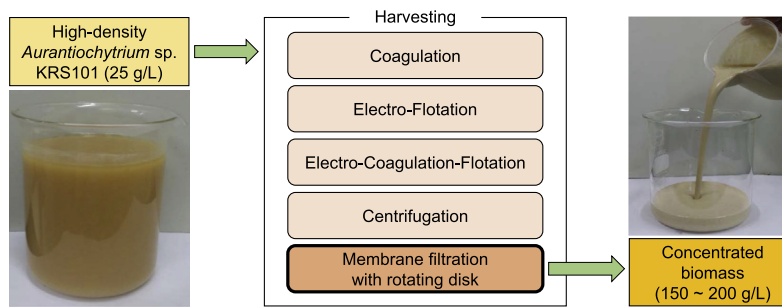 High-density
Aurantiochytrium sp.
KRS101 (25 g/L)
Harvesting
Coagulation
Electro-Flotation
Electro-Coagulation-Flotation
Centrifugation
Membrane filtration
with rotating disk
Concentrated
biomass
(150 ~ 200 g/L)